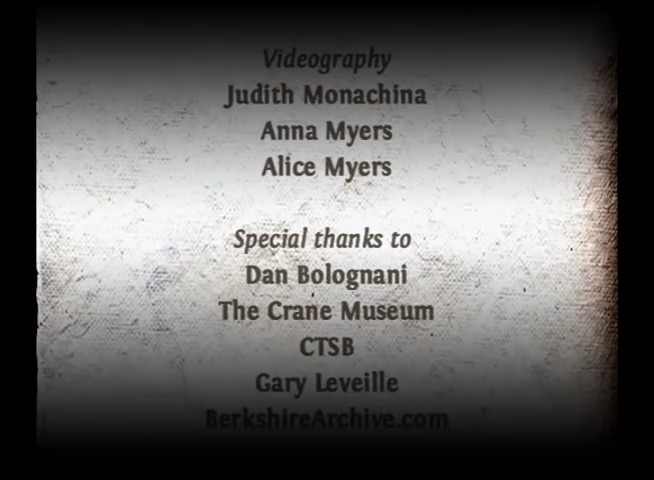 Videography
Judith Monachina
Anna Myers
Alice Myers
Special thanks to
Dan Bolognani
The Crane Museum
CTSB
Gary Leveille
BerkshireArchive.com